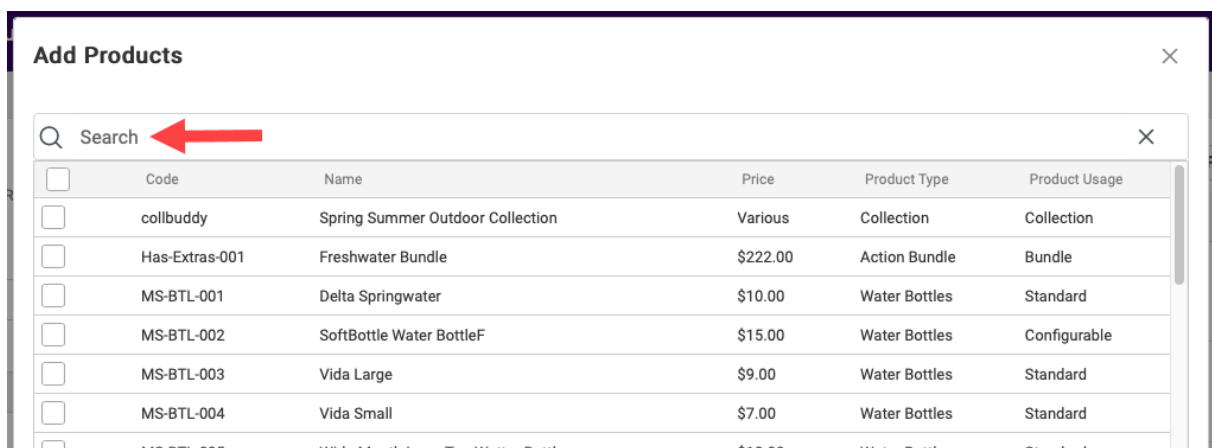 Add Products
Search
Code Name Price Product Type Product Usage
collbuddy Spring Summer Outdoor Collection Various Collection Collection
Has-Extras-001 Freshwater Bundle $222.00 Action Bundle Bundle
MS-BTL-001 Delta Springwater $10.00 Water Bottles Standard
MS-BTL-002 SoftBottle Water BottleF $15.00 Water Bottles Configurable
MS-BTL-003 Vida Large $9.00 Water Bottles Standard
MS-BTL-004 Vida Small $7.00 Water Bottles Standard